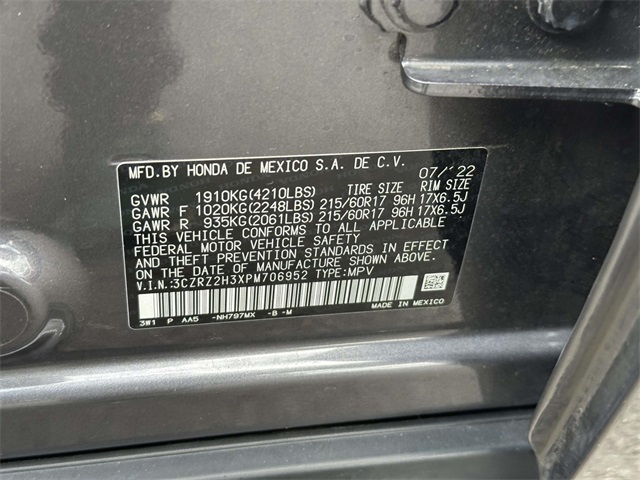 MFD.BY HONDA DE MEXICO S.A. DE C.V. 07/'22
GVWR 1910KG(4210LBS) TIRE SIZE RIM SIZE
GAWR F 1020KG(2248LBS) 215/60R17 96H 17X6.5J
GAWR R 935KG(2061LBS) 215/60R17 96H 17X6.5J
THIS VEHICLE CONFORMS TO ALL APPLICABLE
FEDERAL MOTOR VEHICLE SAFETY
AND THEFT PREVENTION STANDARDS IN EFFECT
ON THE DATE OF MANUFACTURE SHOWN ABOVE.
V.I.N.:3CZRZ2H3XPM706952 TYPE:MPV
MADE IN MEXICO
3W1 P AA5 -NH797MX -B -M